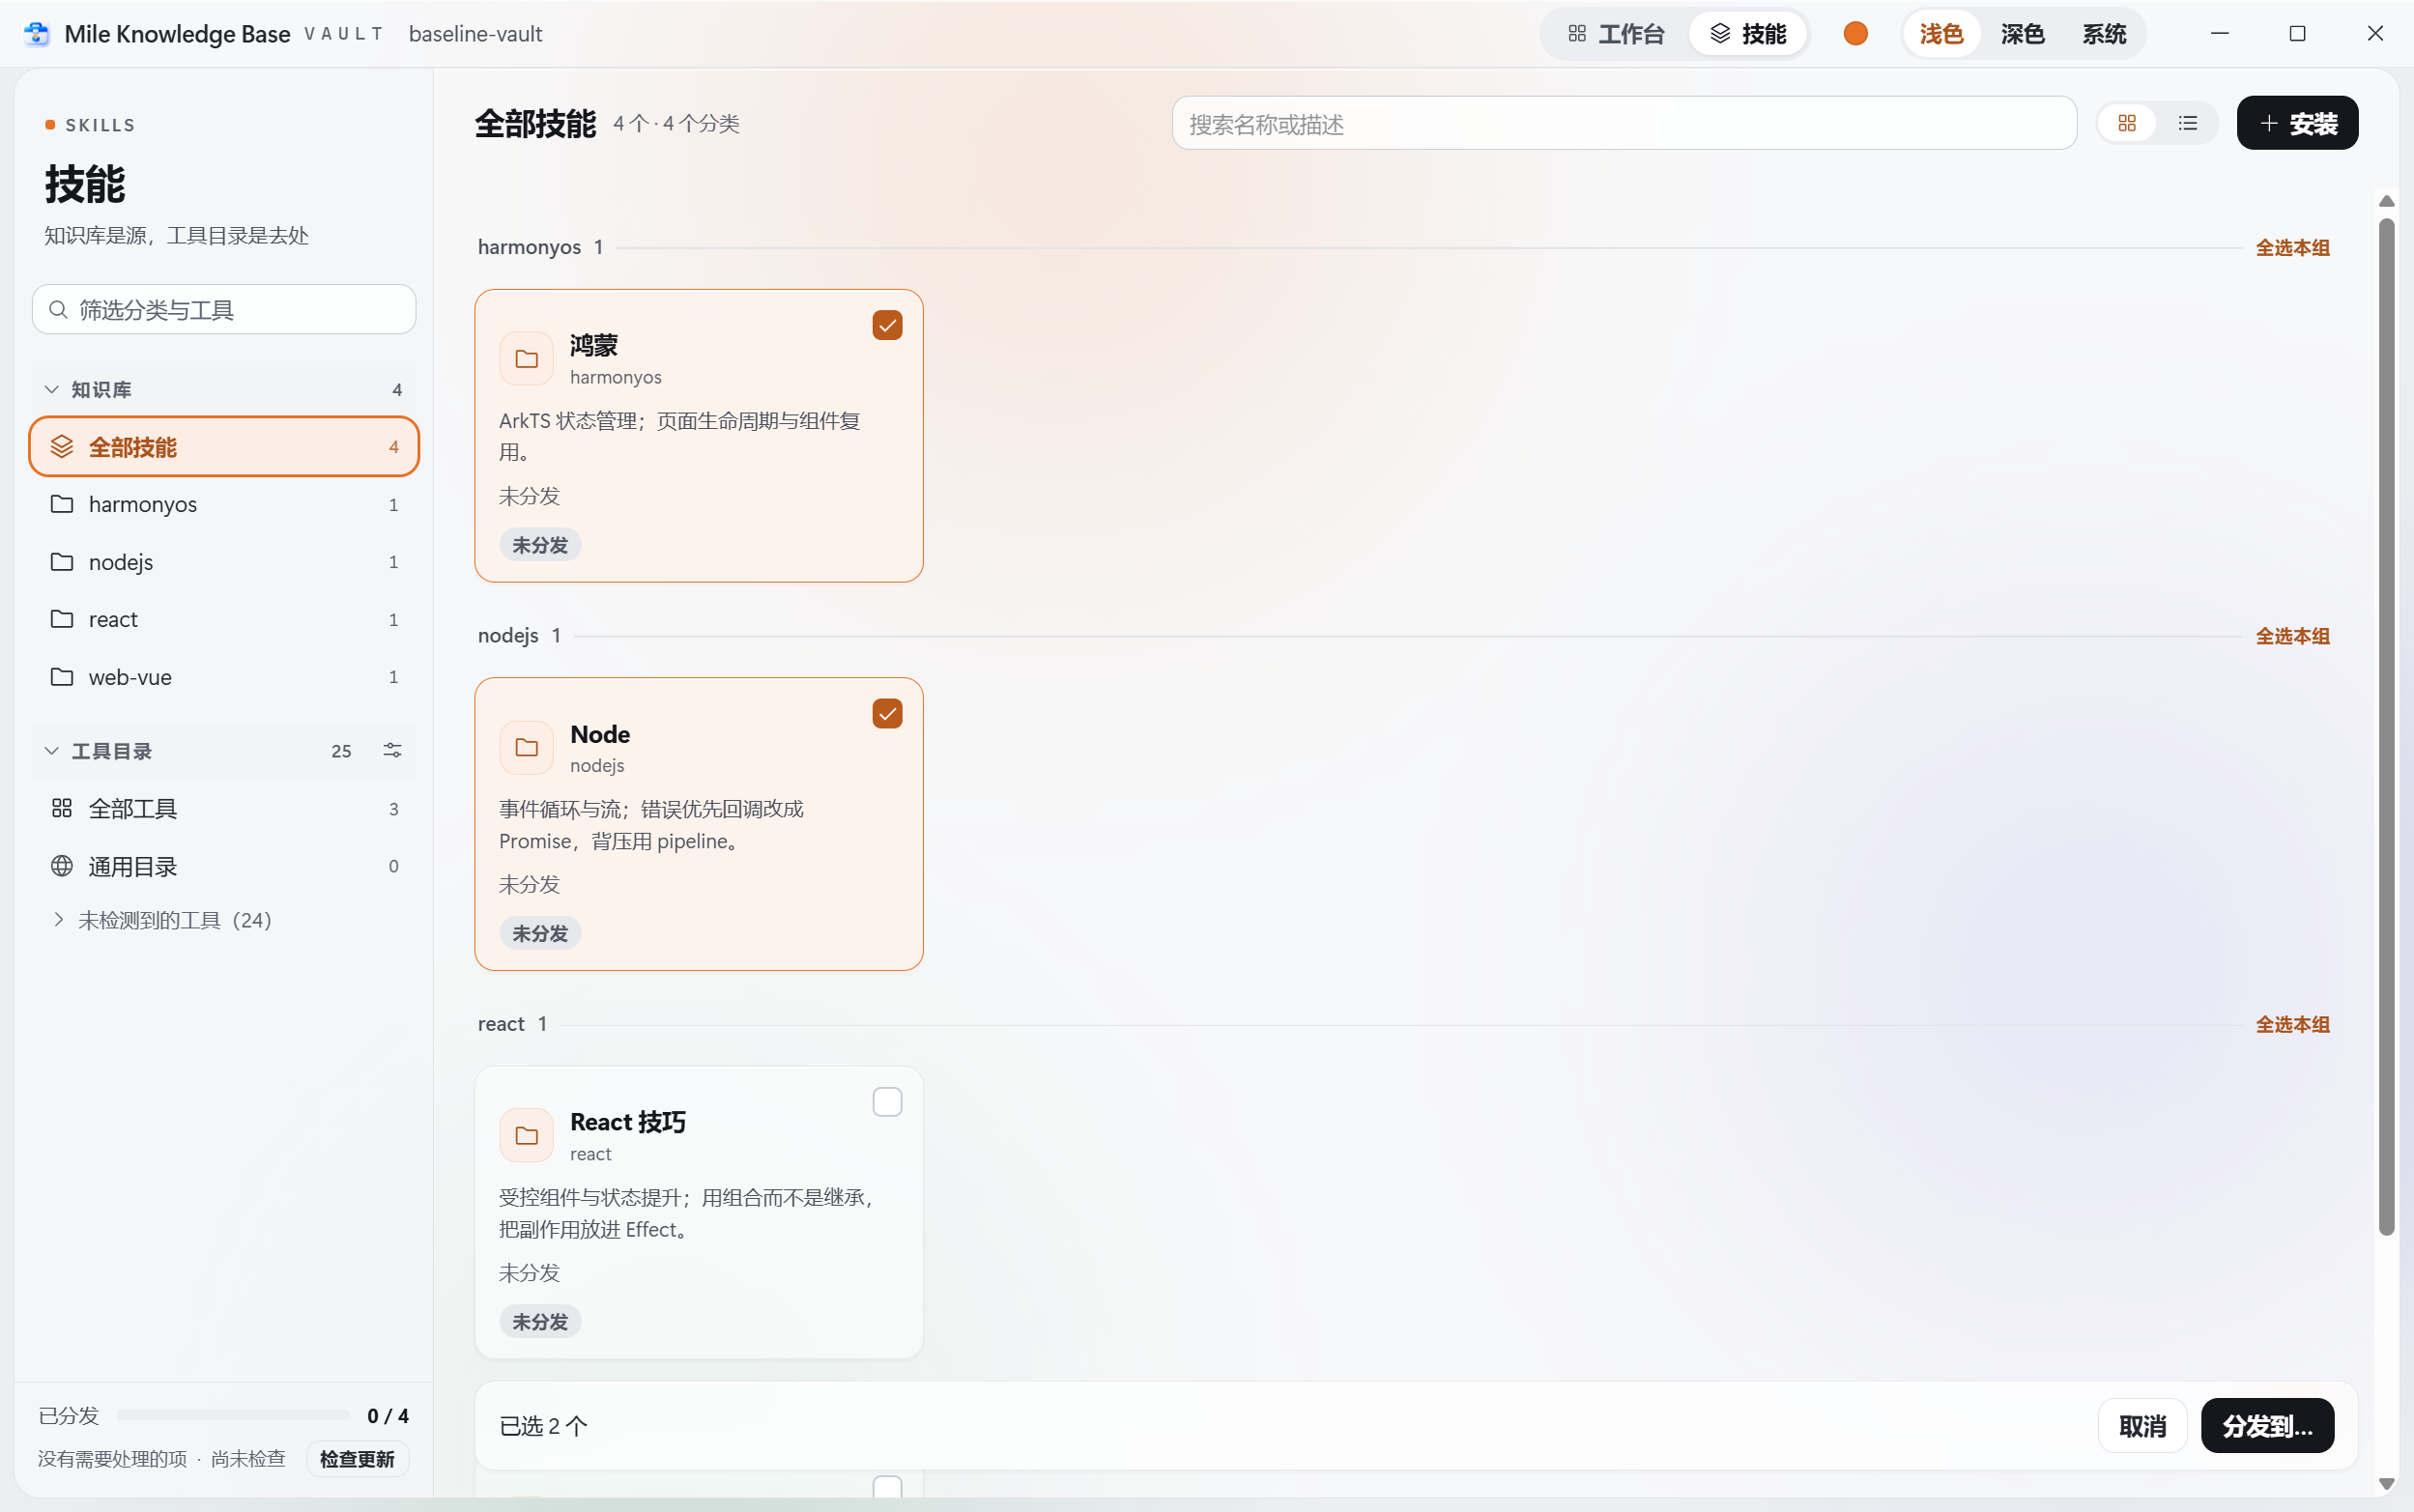 Mile Knowledge Base VAULT baseline-vault
工作台 技能 浅色 深色 系统
SKILLS
技能
知识库是源，工具目录是去处
筛选分类与工具
知识库 4
全部技能 4
harmonyos 1
nodejs 1
react 1
web-vue 1
工具目录 25
全部工具 3
通用目录 0
未检测到的工具（24）
已分发 0 / 4
没有需要处理的项 · 尚未检查 检查更新
全部技能 4 个 · 4 个分类
搜索名称或描述
安装
harmonyos 1 全选本组
鸿蒙
harmonyos
ArkTS 状态管理；页面生命周期与组件复
用。
未分发
未分发
nodejs 1 全选本组
Node
nodejs
事件循环与流；错误优先回调改成
Promise，背压用 pipeline。
未分发
未分发
react 1 全选本组
React 技巧
react
受控组件与状态提升；用组合而不是继承，
把副作用放进 Effect。
未分发
未分发
已选 2 个 取消 分发到...